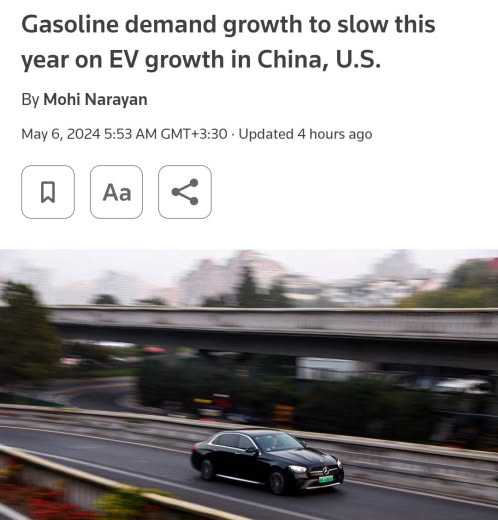 Gasoline demand growth to slow this
year on EV growth in China, U.S.
By Mohi Narayan
May 6, 2024 5:53 AM GMT+3:30 · Updated 4 hours ago
Aa